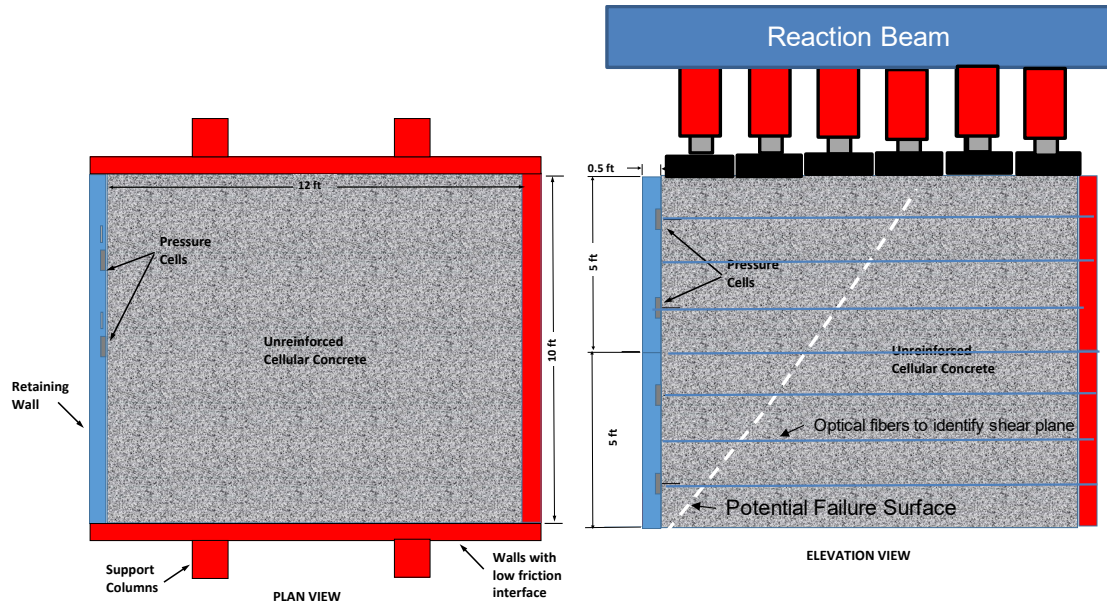 12 ft
Pressure
Cells
Unreinforced
Cellular Concrete
10 ft
Retaining
Wall
Support
Columns
PLAN VIEW
Walls with
low friction
interface
Reaction Beam
0.5 ft
5 ft
Pressure
Cells
Unreinforced
Cellular Concrete
5 ft
Optical fibers to identify shear plane
Potential Failure Surface
ELEVATION VIEW